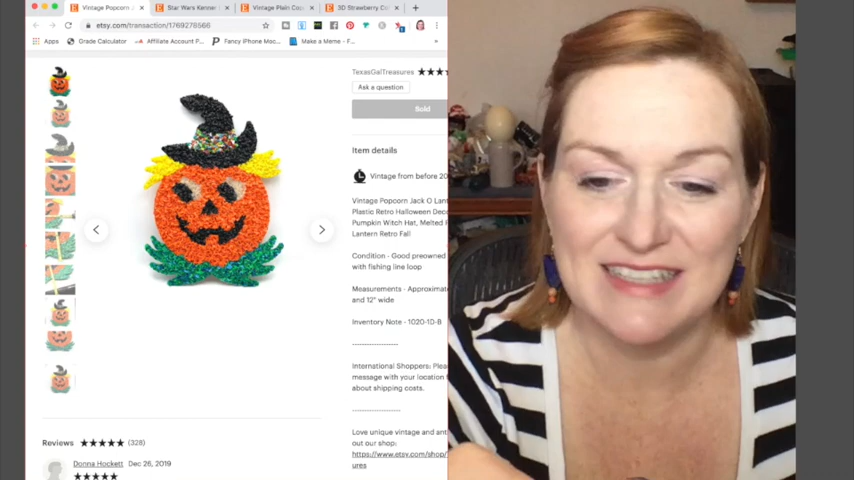 Vintage Popcorn
Star Wars Kenner
Vintage Plain Cop
3D Strawberry
etsy.com/transaction/1769278566
Apps
Grade Calculator
Affiliate Account P...
Fancy iPhone Moc...
Make a Meme - F...
TexasGalTreasures
Ask a question
Sold
Item details
Vintage from before 20
Vintage Popcorn Jack O Lan
Plastic Retro Halloween Deco
Pumpkin Witch Hat, Melted
Lantern Retro Fall
Condition - Good preowned
with fishing line loop
Measurements - Approximate
and 12" wide
Inventory Note - 1020-1D-B
------------------
International Shoppers: Plea
message with your location
about shipping costs.
-------------------
Love unique vintage and ant
out our shop:
https://www.etsy.com/shop/
ures
Reviews ★★★★★ (328)
Donna Hockett Dec 26, 2019